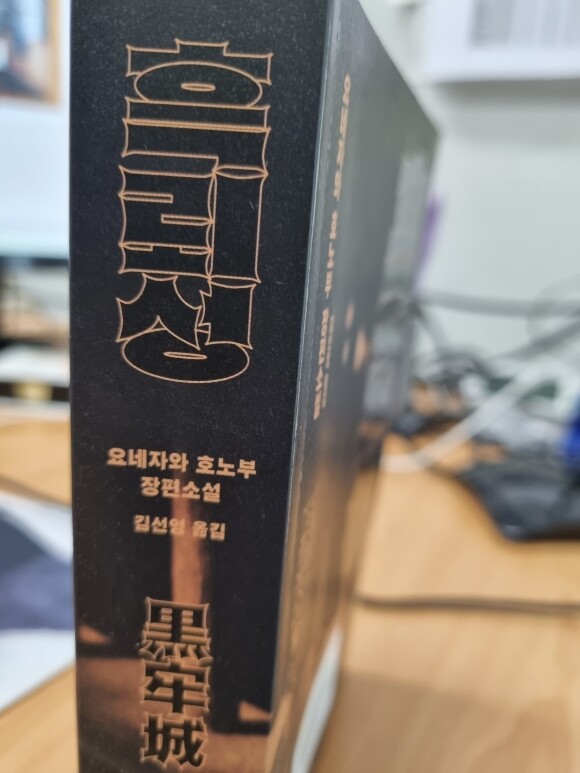 흑뢰성
요네자와 호노부
장편소설
김선영 옮김
黒牢城